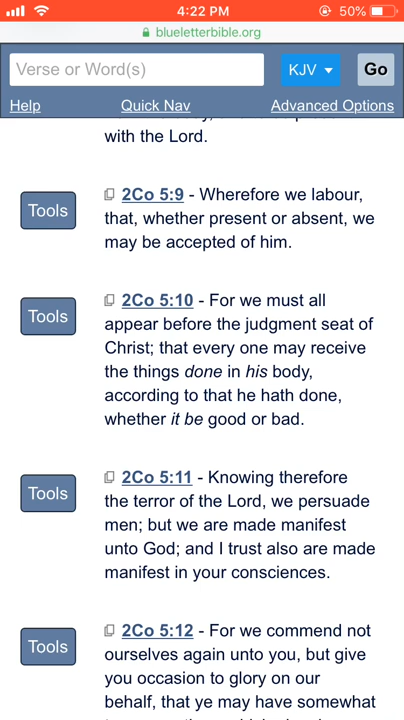 4:22 PM 50%
blueletterbible.org
Verse or Word(s) KJV Go
Help Quick Nav Advanced Options
with the Lord.
Tools
2Co 5:9 - Wherefore we labour,
that, whether present or absent, we
may be accepted of him.
Tools
2Co 5:10 - For we must all
appear before the judgment seat of
Christ; that every one may receive
the things done in his body,
according to that he hath done,
whether it be good or bad.
Tools
2Co 5:11 - Knowing therefore
the terror of the Lord, we persuade
men; but we are made manifest
unto God; and I trust also are made
manifest in your consciences.
Tools
2Co 5:12 - For we commend not
ourselves again unto you, but give
you occasion to glory on our
behalf, that ye may have somewhat